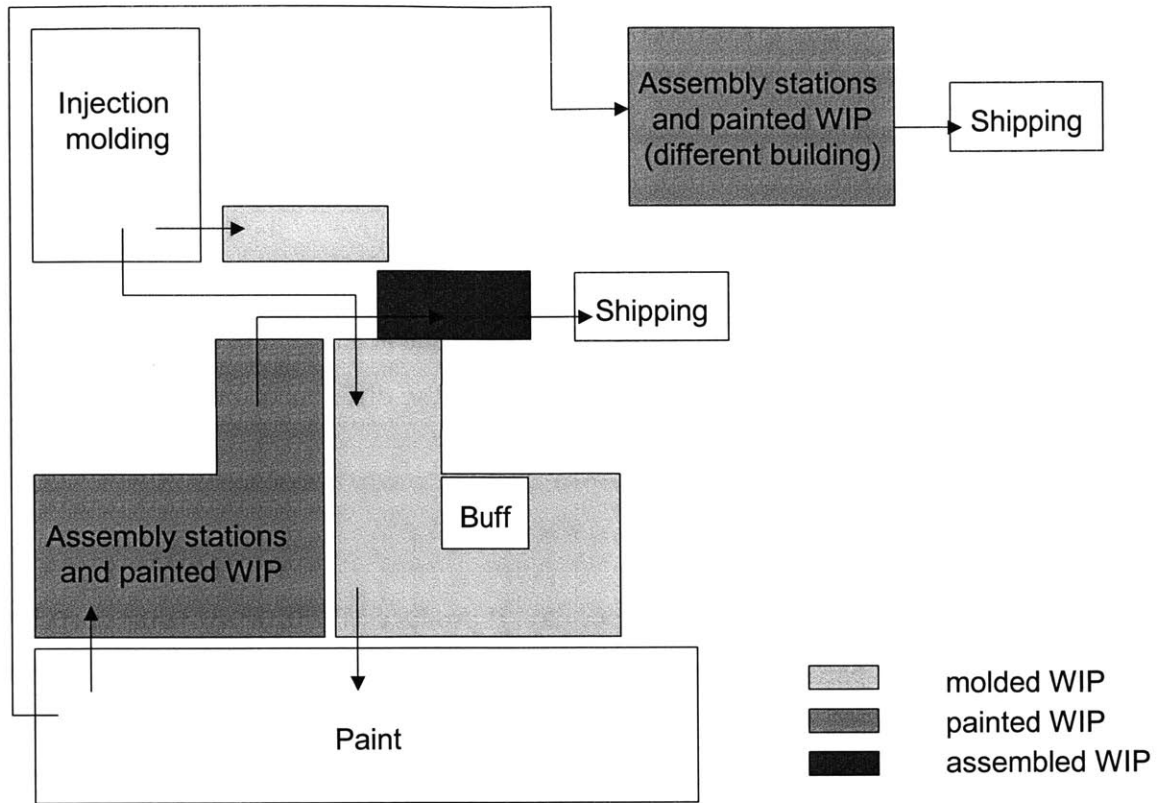 Injection
molding
Assembly stations
and painted WIP
(different building)
Shipping
Shipping
Buff
Assembly stations
and painted WIP
Paint
molded WIP
painted WIP
assembled WIP